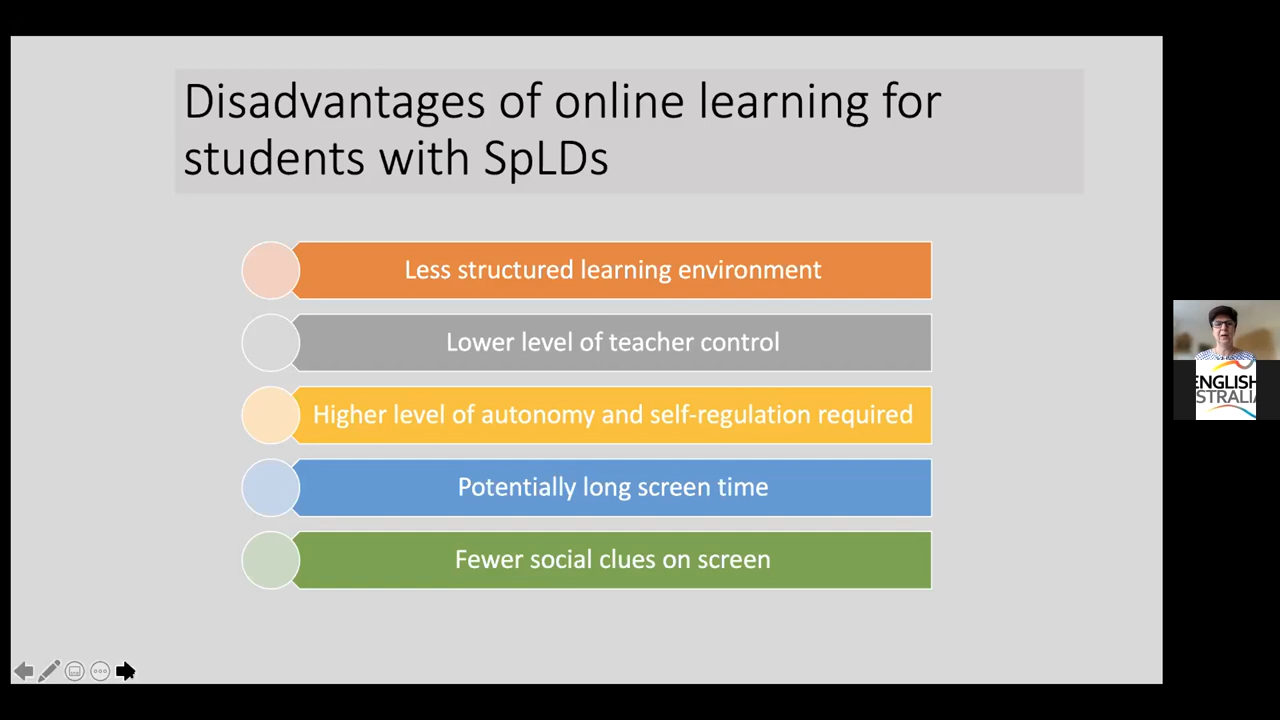 Disadvantages of online learning for
students with SpLDs
Less structured learning environment
Lower level of teacher control
Higher level of autonomy and self-regulation required
Potentially long screen time
Fewer social clues on screen
ENGLISH
STRALIA